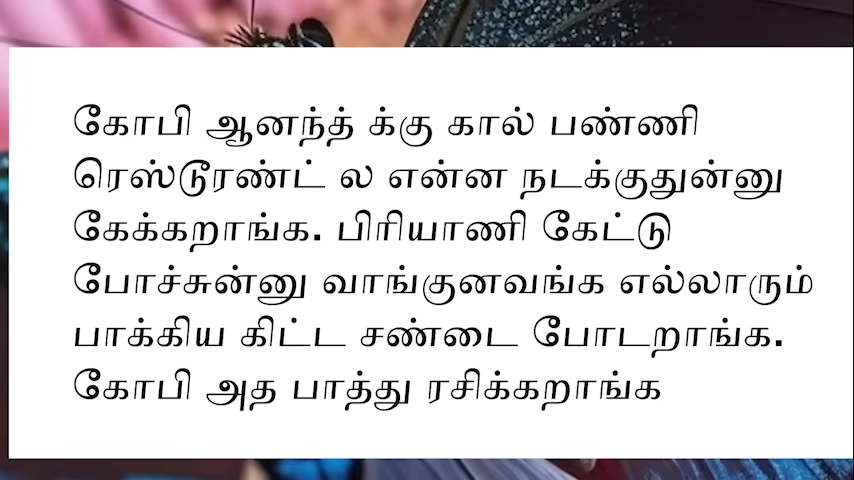 கோபி ஆனந்த் க்கு கால் பண்ணி
ரெஸ்டூரண்ட் ல என்ன நடக்குதுன்னு
கேக்கறாங்க. பிரியாணி கேட்டு
போச்சுன்னு வாங்குனவங்க எல்லாரும்
பாக்கிய கிட்ட சண்டை போடறாங்க.
கோபி அத பாத்து ரசிக்கறாங்க